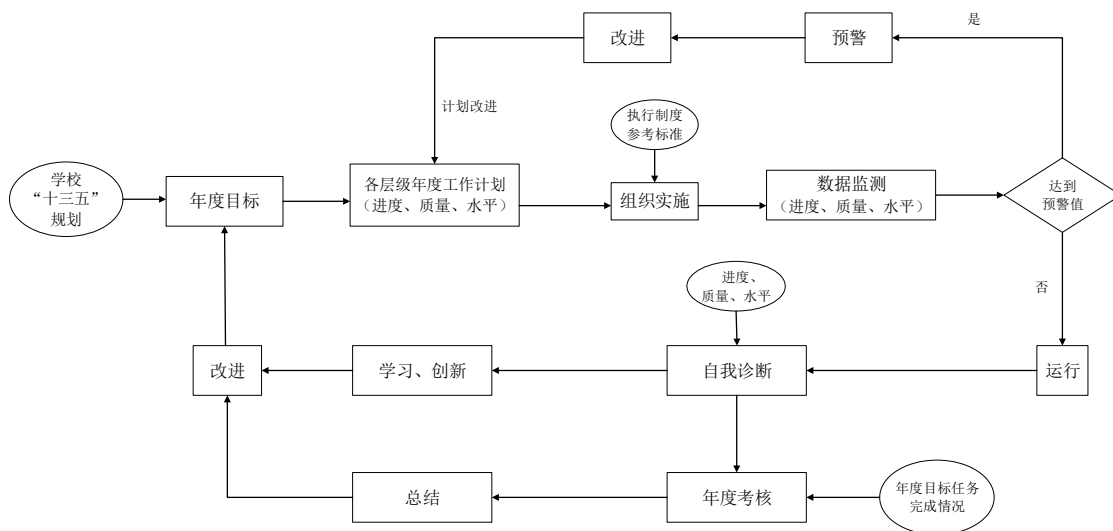 是
改进
预警
计划改进
执行制度
参考标准
学校
“十三五”
规划
年度目标
各层级年度工作计划
（进度、质量、水平）
组织实施
数据监测
（进度、质量、水平）
达到
预警值
进度、
质量、水平
否
改进
学习、创新
自我诊断
运行
总结
年度考核
年度目标任务
完成情况